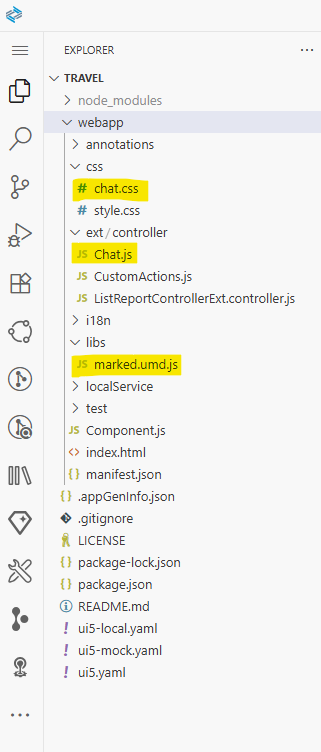 EXPLORER
TRAVEL
node_modules
webapp
annotations
css
# chat.css
# style.css
ext/controller
JS Chat.js
JS CustomActions.js
JS ListReportControllerExt.controller.js
i18n
libs
JS marked.umd.js
localService
test
JS Component.js
<> index.html
{} manifest.json
{} .appGenInfo.json
.gitignore
LICENSE
{} package-lock.json
{} package.json
README.md
! ui5-local.yaml
! ui5-mock.yaml
! ui5.yaml